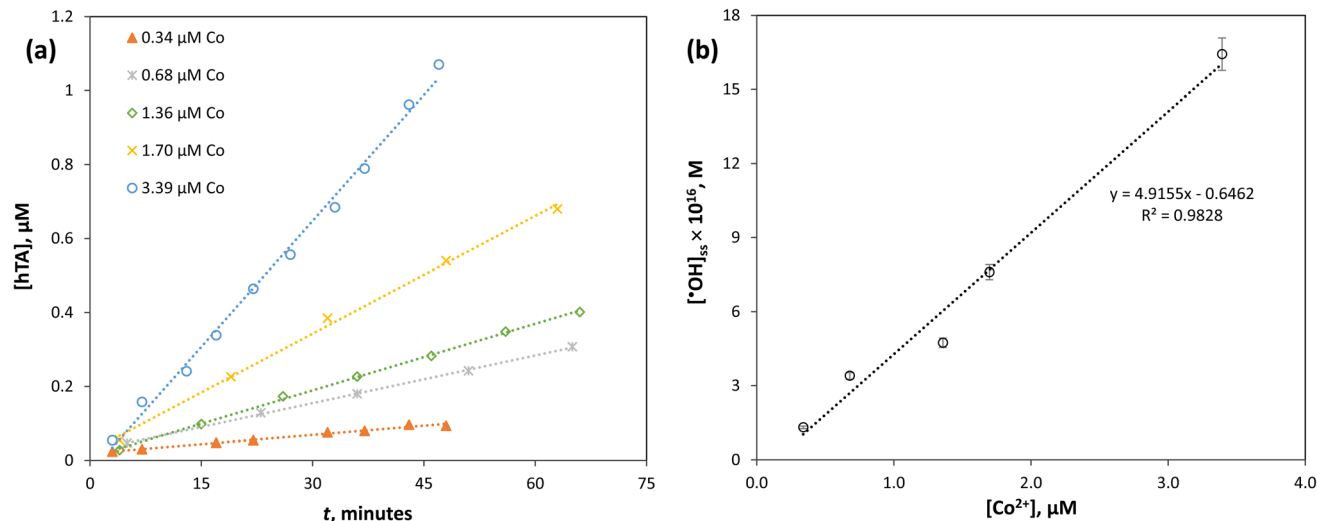 (a)
0.34 µM Co
0.68 µM Co
1.36 µM Co
1.70 µM Co
3.39 µM Co
1.2
1
0.8
0.6
0.4
0.2
0
[hTA], µM
0 15 30 45 60 75
t, minutes
(b)
18
15
12
9
6
3
0
[•OH]ss × 10^16, M
y = 4.9155x - 0.6462
R² = 0.9828
0.0 1.0 2.0 3.0 4.0
[Co²⁺], µM